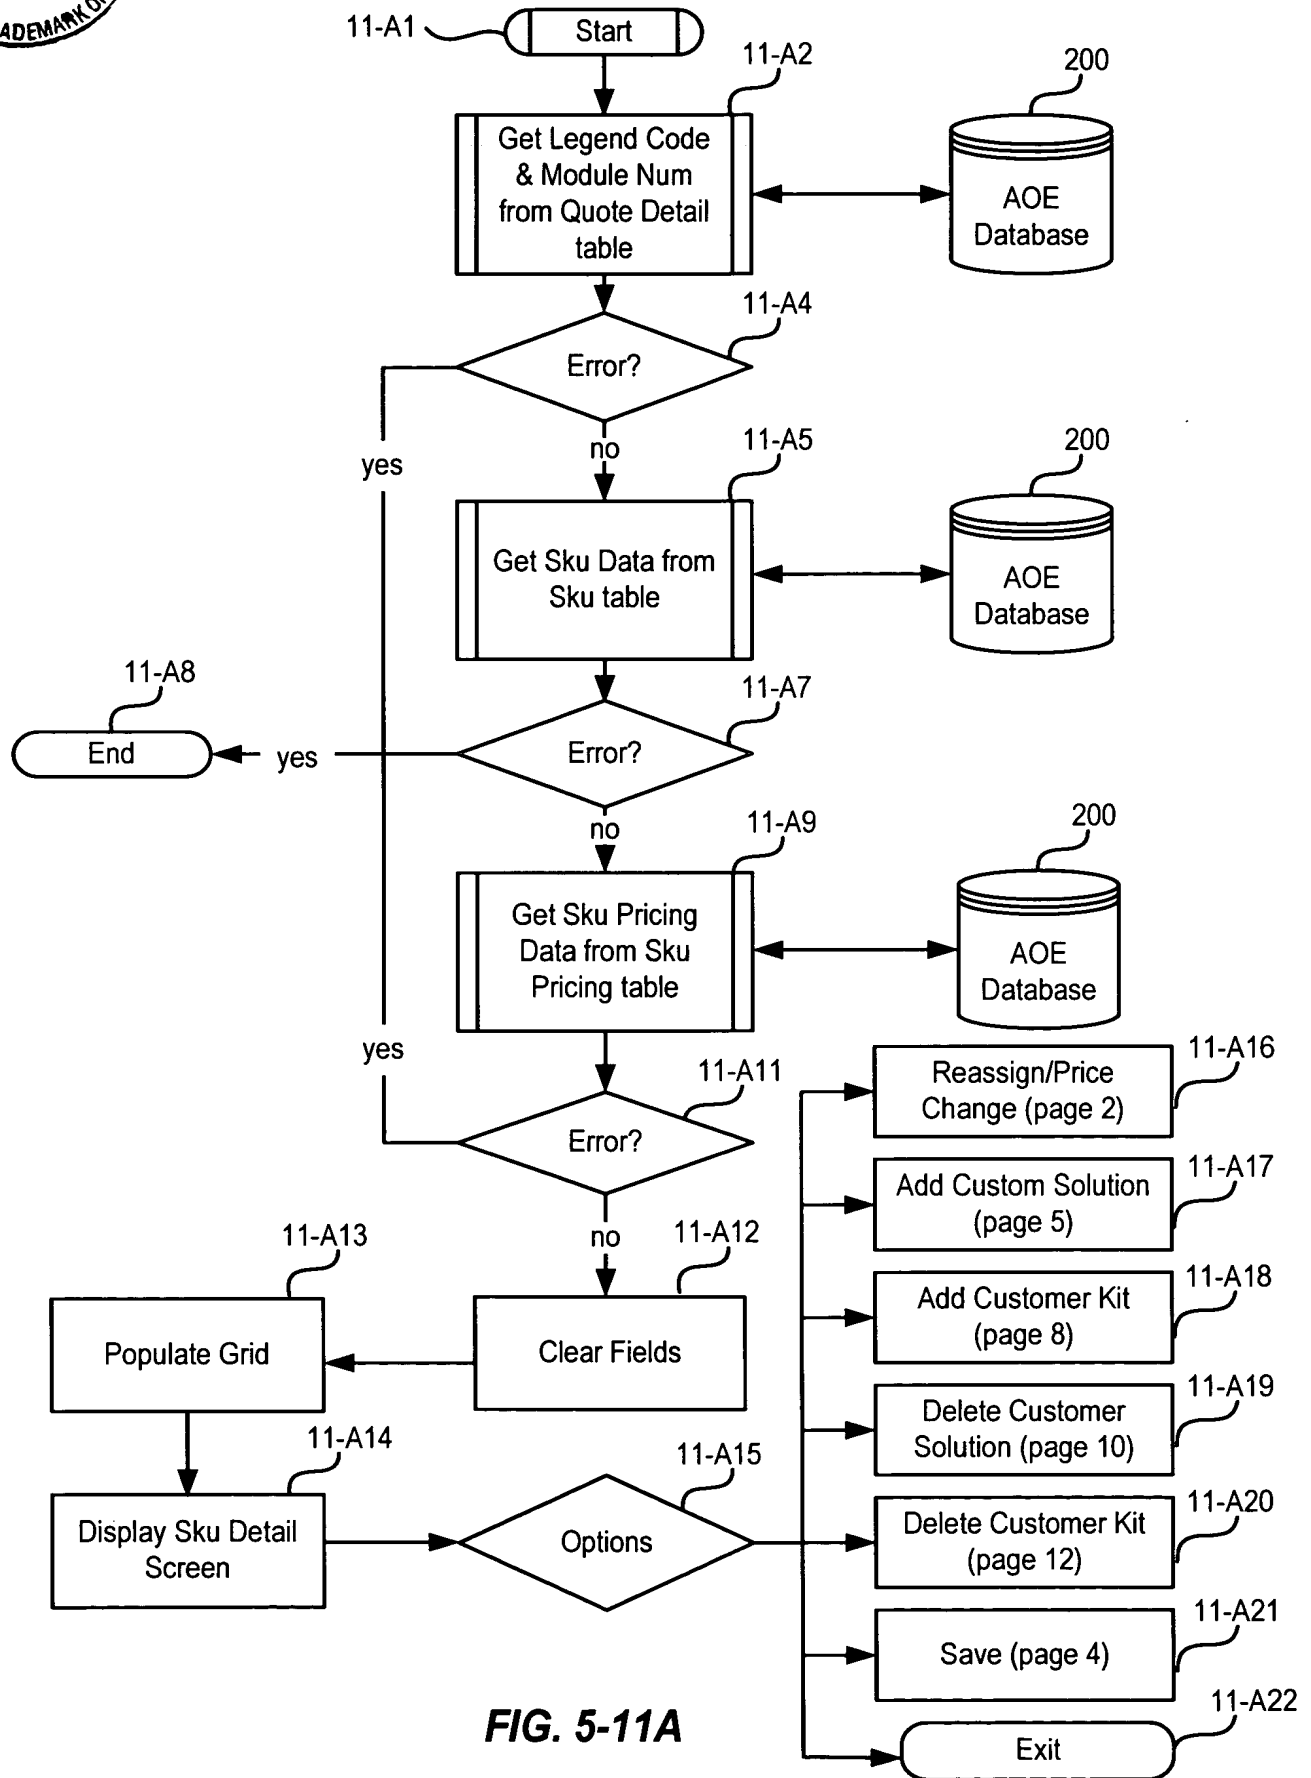 11-A1
Start
11-A2
200
Get Legend Code
& Module Num
from Quote Detail
table
AOE
Database
11-A4
Error?
yes
no
11-A5
200
Get Sku Data from
Sku table
AOE
Database
11-A8
11-A7
End
yes
Error?
no
11-A9
200
Get Sku Pricing
Data from Sku
Pricing table
AOE
Database
yes
11-A11
Error?
no
11-A16
Reassign/Price
Change (page 2)
11-A17
Add Custom Solution
(page 5)
11-A13
11-A12
Populate Grid
Clear Fields
11-A18
Add Customer Kit
(page 8)
11-A19
Delete Customer
Solution (page 10)
11-A14
11-A15
Display Sku Detail
Screen
Options
11-A20
Delete Customer Kit
(page 12)
11-A21
Save (page 4)
11-A22
Exit
FIG. 5-11A